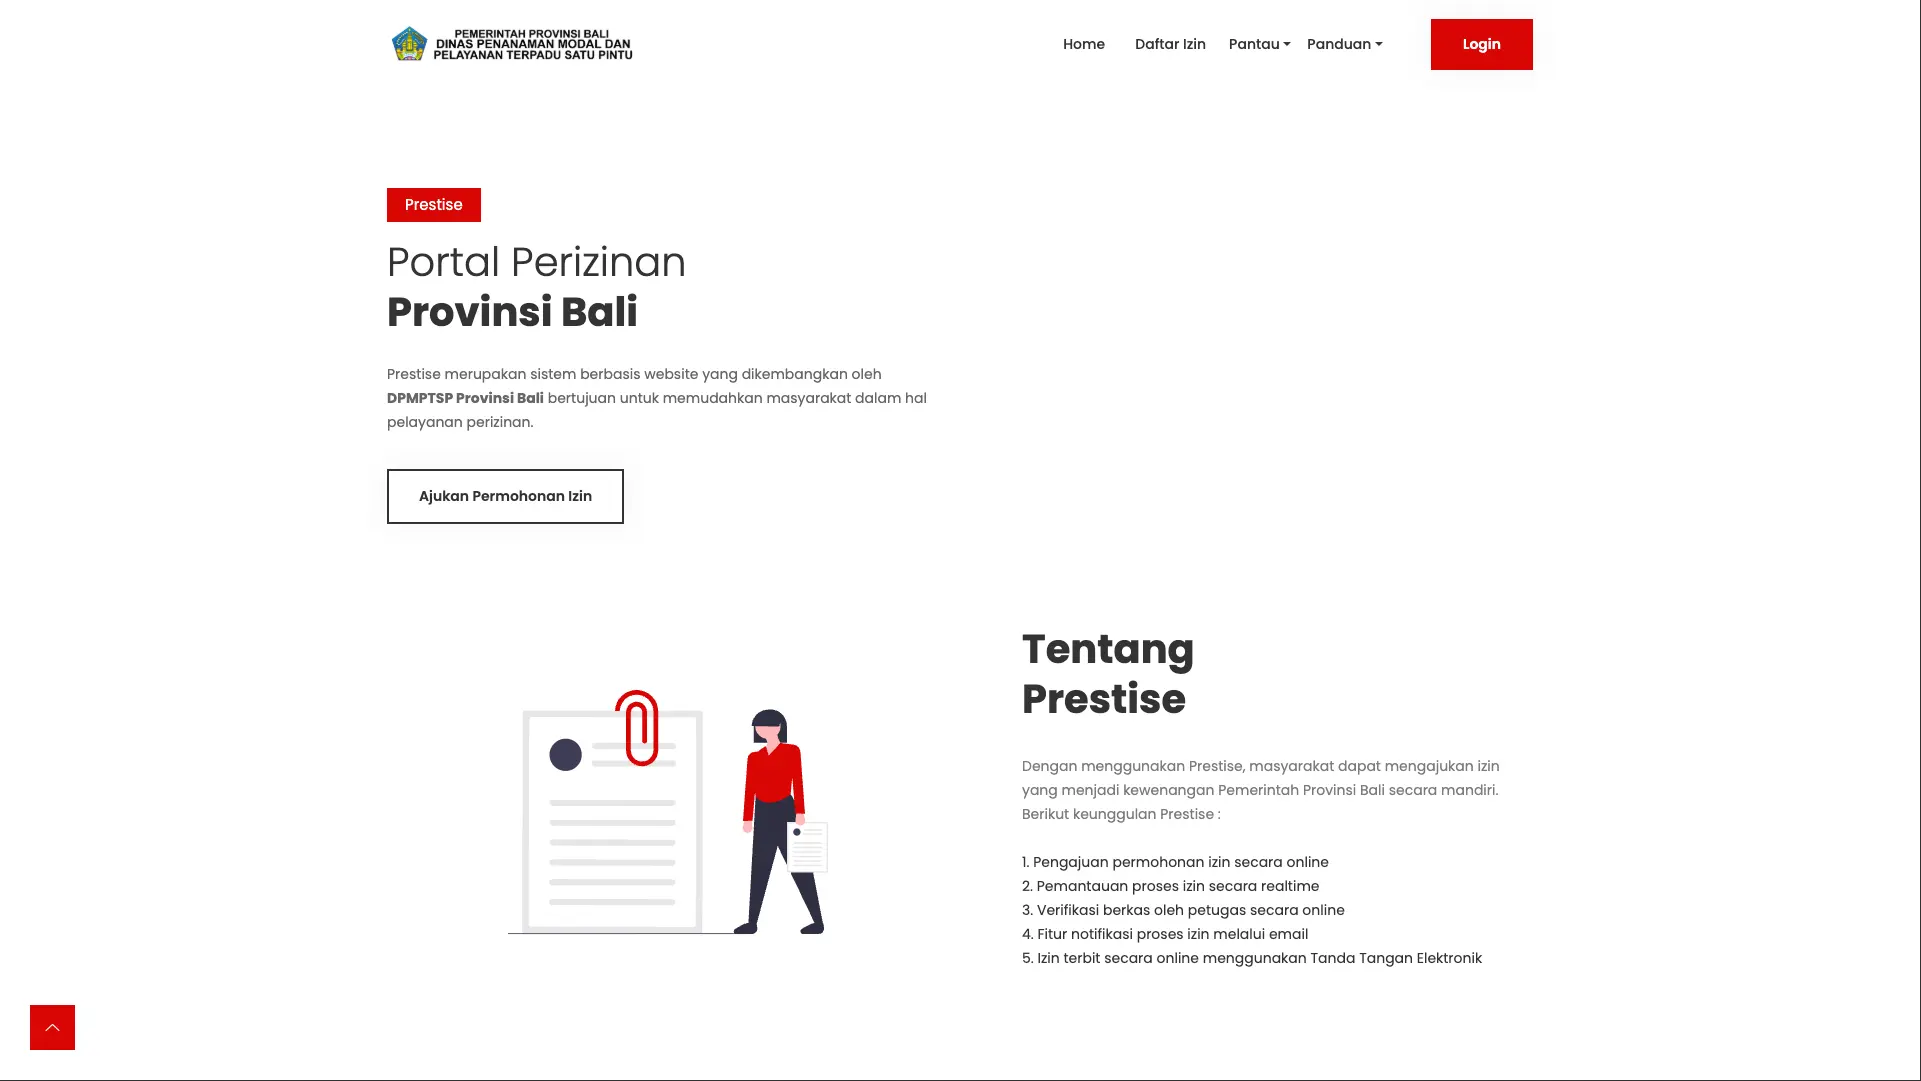 PEMERINTAH PROVINSI BALI
DINAS PENANAMAN MODAL DAN
PELAYANAN TERPADU SATU PINTU
Home
Daftar Izin
Pantau
Panduan
Login
Prestise
Portal Perizinan
Provinsi Bali
Prestise merupakan sistem berbasis website yang dikembangkan oleh
DPMPTSP Provinsi Bali bertujuan untuk memudahkan masyarakat dalam hal
pelayanan perizinan.
Ajukan Permohonan Izin
Tentang
Prestise
Dengan menggunakan Prestise, masyarakat dapat mengajukan izin
yang menjadi kewenangan Pemerintah Provinsi Bali secara mandiri.
Berikut keunggulan Prestise :
1. Pengajuan permohonan izin secara online
2. Pemantauan proses izin secara realtime
3. Verifikasi berkas oleh petugas secara online
4. Fitur notifikasi proses izin melalui email
5. Izin terbit secara online menggunakan Tanda Tangan Elektronik